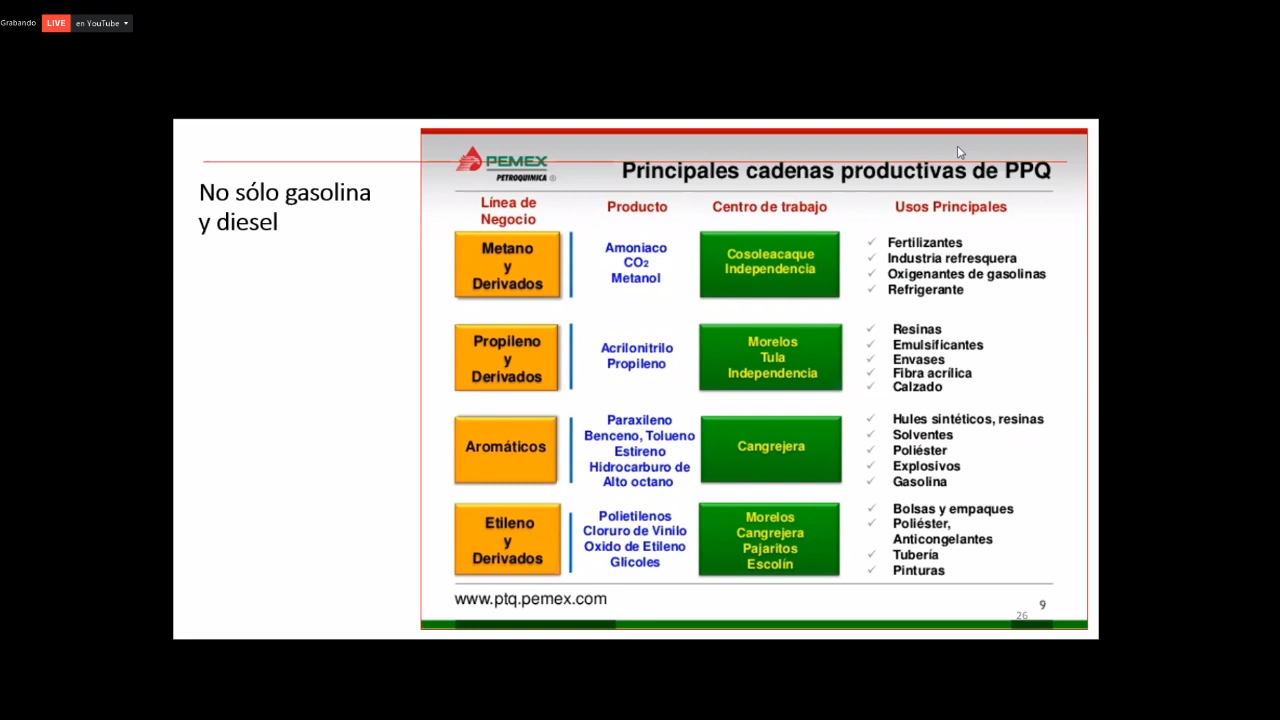 Grabando LIVE en YouTube
No sólo gasolina
y diesel
PEMEX
PETROQUIMICA ®
Principales cadenas productivas de PPQ
Línea de
Negocio
Producto
Centro de trabajo
Usos Principales
Metano
y
Derivados
Amoniaco
CO2
Metanol
Cosoleacaque
Independencia
Fertilizantes
Industria refresquera
Oxigenantes de gasolinas
Refrigerante
Propileno
y
Derivados
Acrilonitrilo
Propileno
Morelos
Tula
Independencia
Resinas
Emulsificantes
Envases
Fibra acrílica
Calzado
Aromáticos
Paraxileno
Benceno, Tolueno
Estireno
Hidrocarburo de
Alto octano
Cangrejera
Hules sintéticos, resinas
Solventes
Poliéster
Explosivos
Gasolina
Etileno
y
Derivados
Polietilenos
Cloruro de Vinilo
Oxido de Etileno
Glicoles
Morelos
Cangrejera
Pajaritos
Escolín
Bolsas y empaques
Poliéster,
Anticongelantes
Tubería
Pinturas
www.ptq.pemex.com
9
26